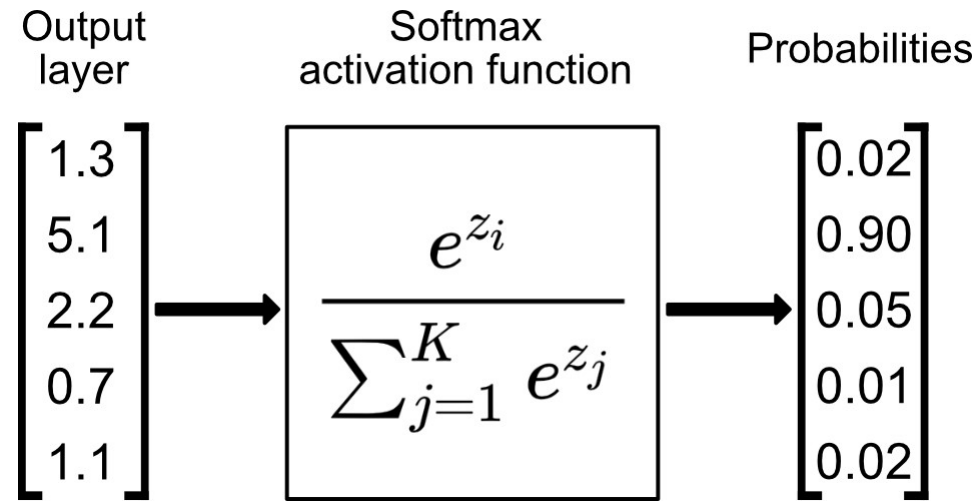 Output
layer
Softmax
activation function
Probabilities
1.3
5.1
2.2
0.7
1.1
e^{z_i}
∑_{j=1}^{K} e^{z_j}
0.02
0.90
0.05
0.01
0.02